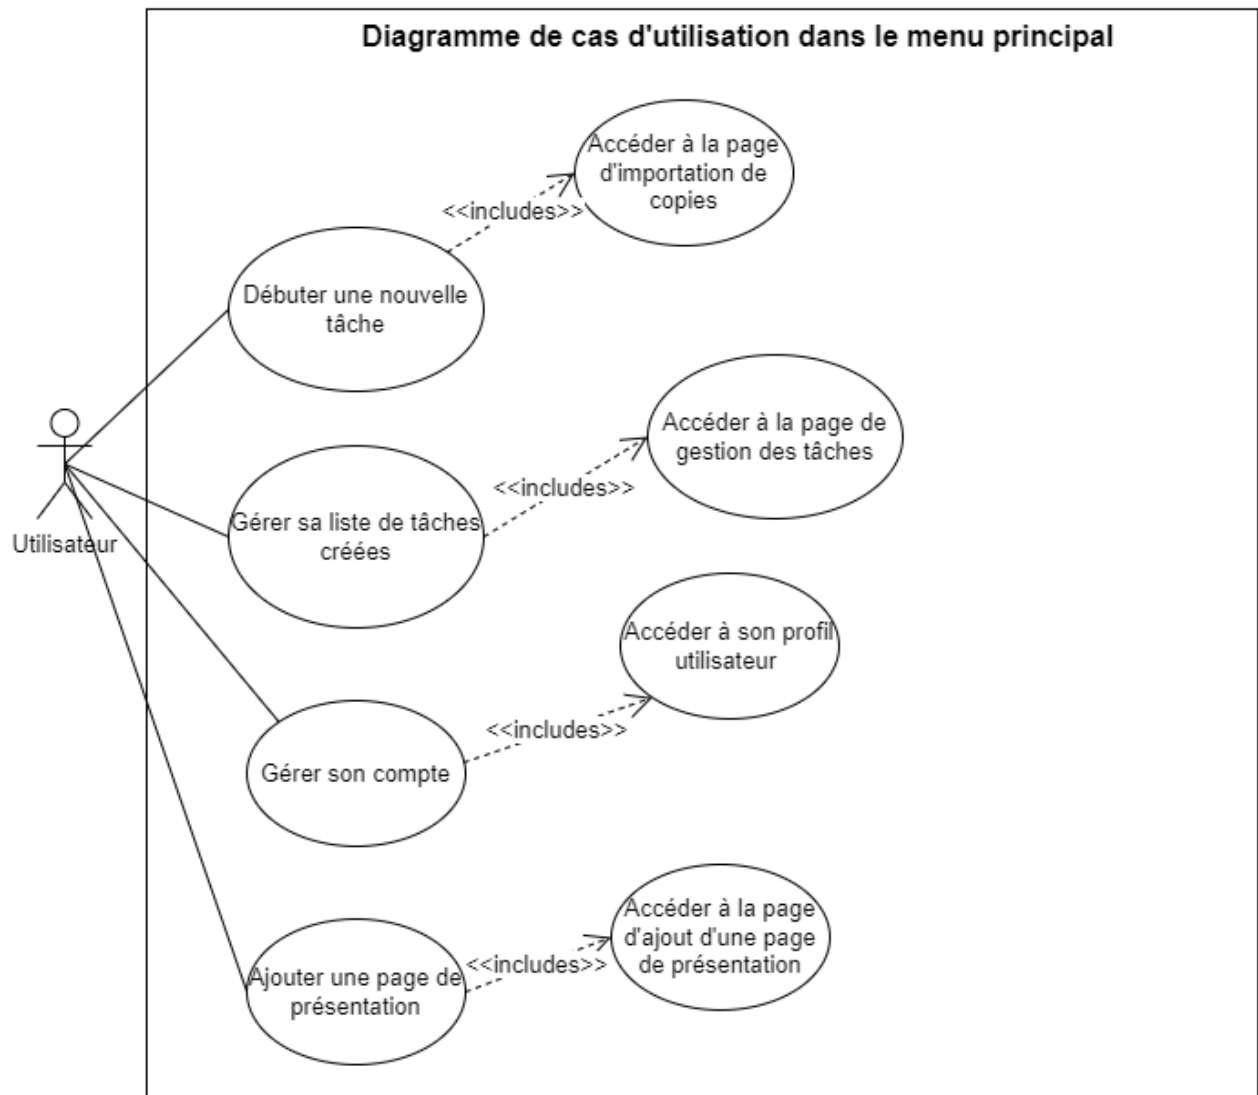 Diagramme de cas d'utilisation dans le menu principal
Accéder à la page
d'importation de
copies
<<includes>>
Débuter une nouvelle
tâche
Accéder à la page de
gestion des tâches
<<includes>>
Gérer sa liste de tâches
créées
Utilisateur
Accéder à son profil
utilisateur
<<includes>>
Gérer son compte
Accéder à la page
d'ajout d'une page
de présentation
<<includes>>
Ajouter une page de
présentation